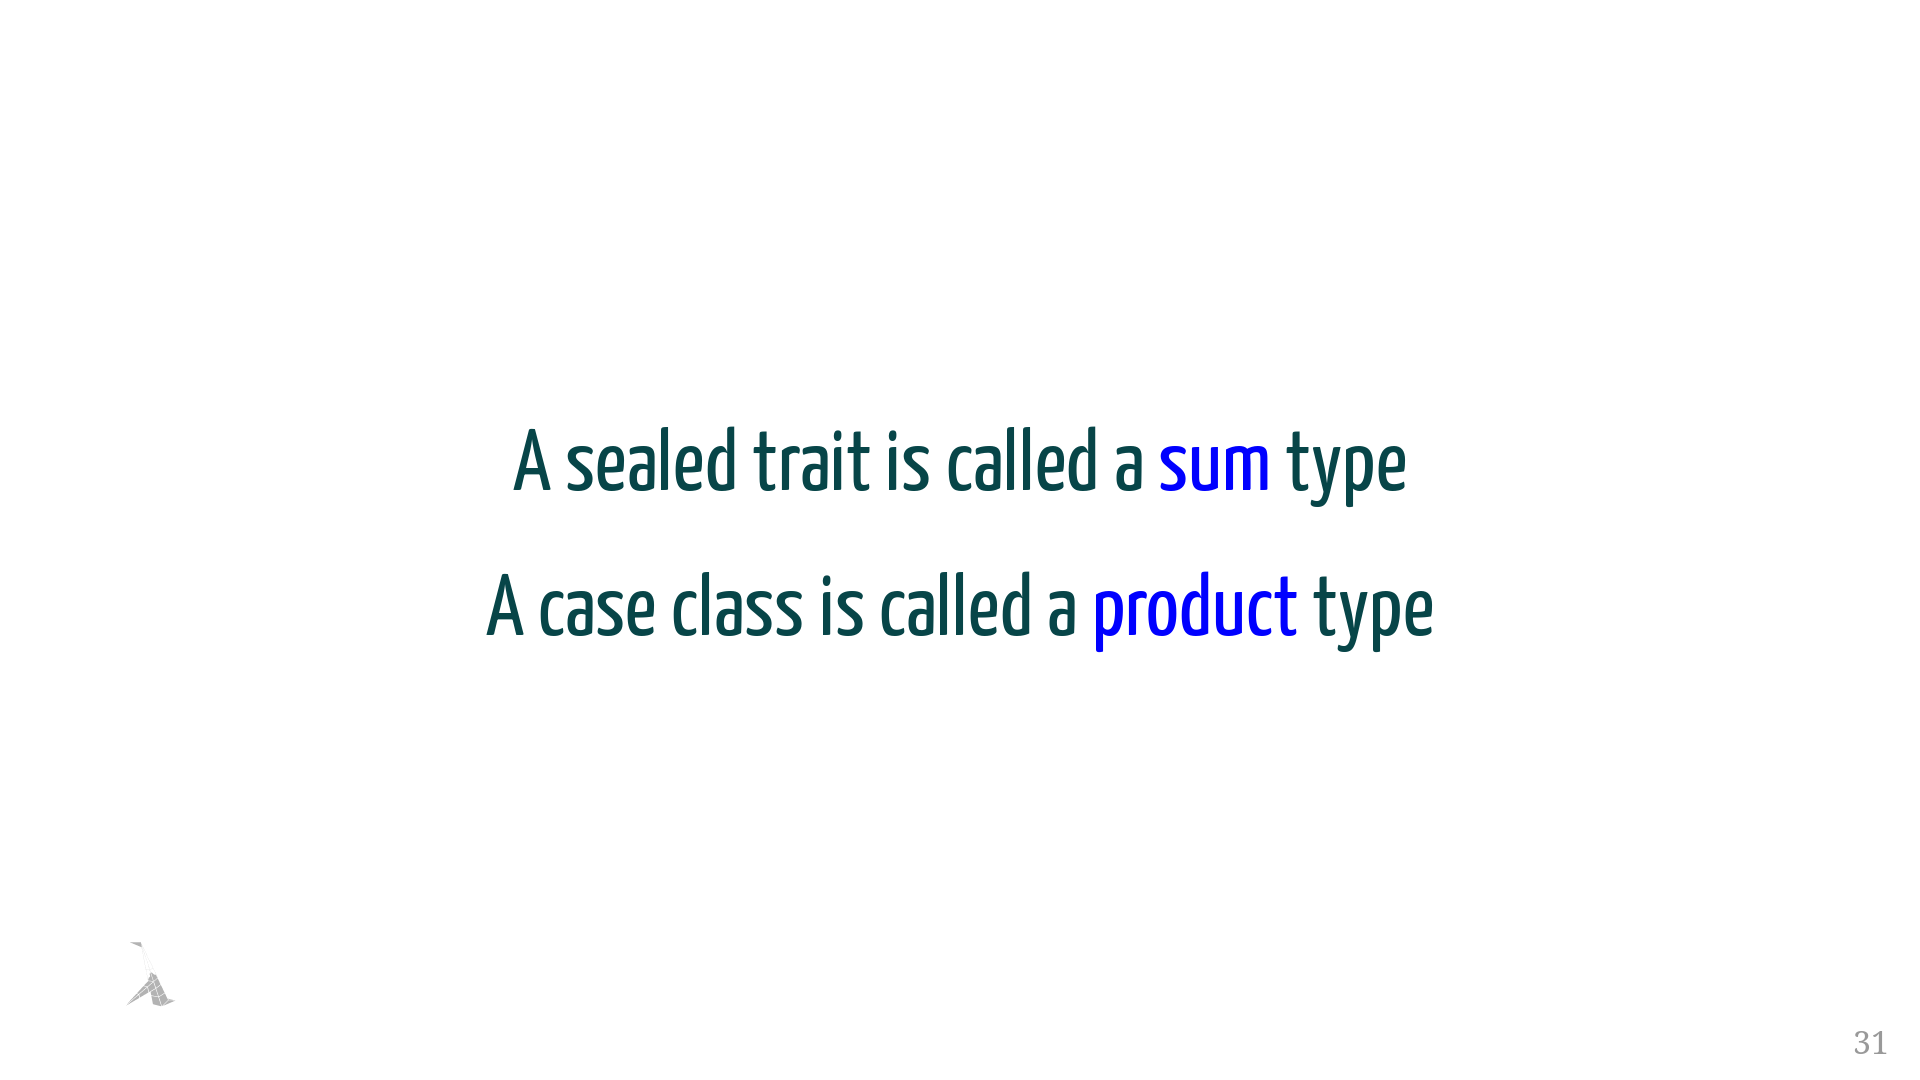 A sealed trait is called a sum type
A case class is called a product type
31